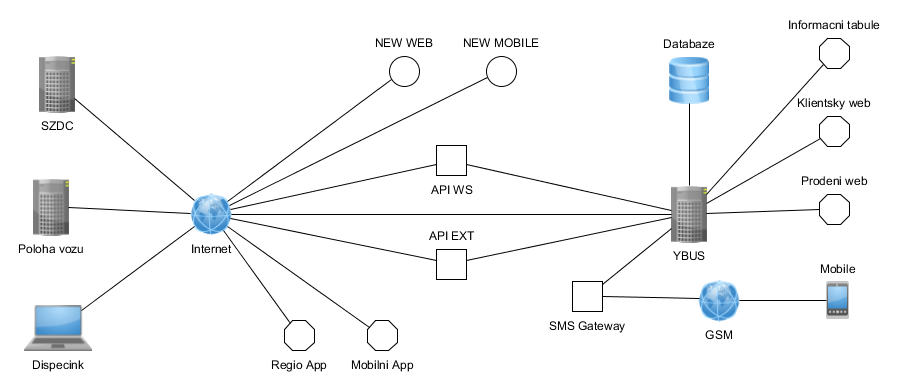 Informacni tabule
NEW WEB
NEW MOBILE
Databaze
Klientsky web
SZDC
API WS
Prodeni web
Poloha vozu
Internet
API EXT
YBUS
Mobile
SMS Gateway
GSM
Dispecink
Regio App
Mobilni App